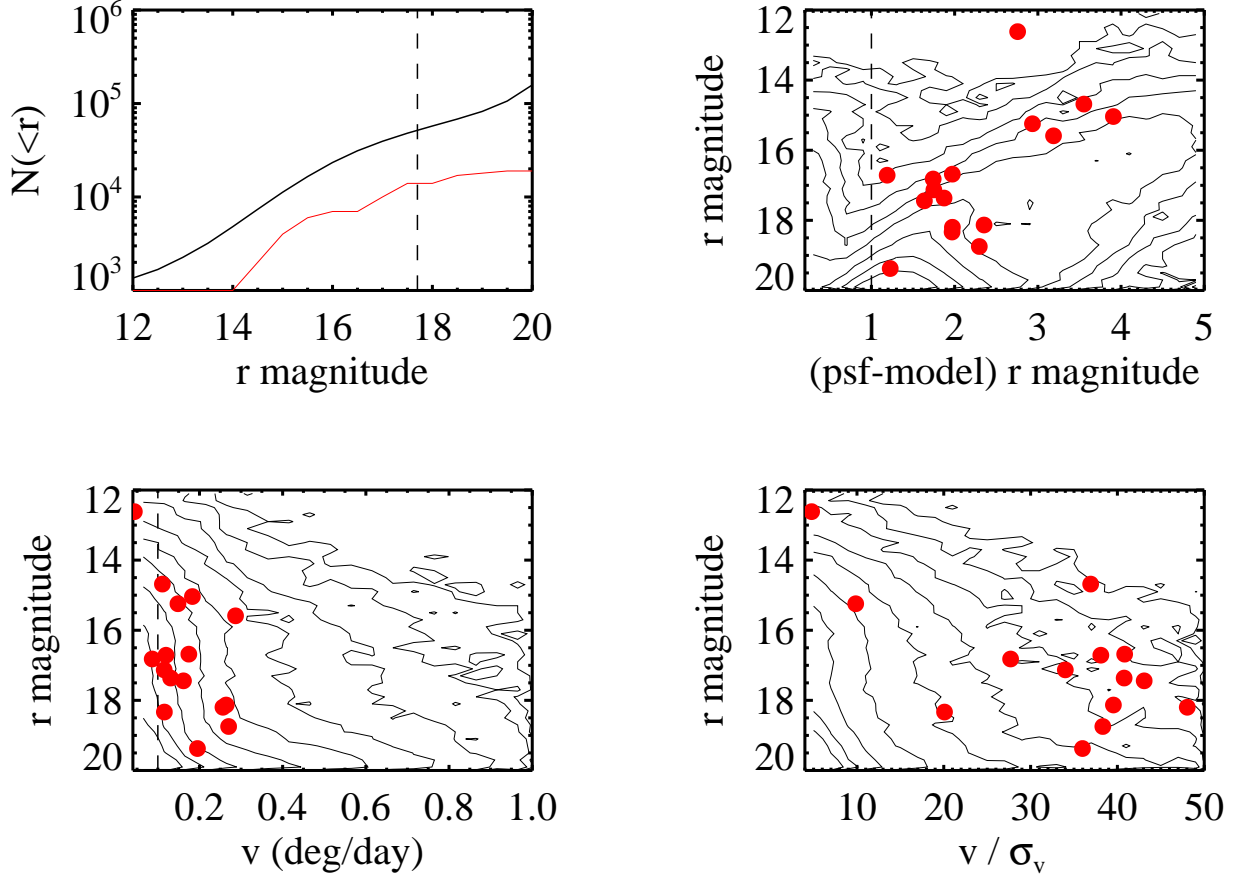 10^6
10^5
10^4
10^3
N(<r)
12 14 16 18 20
r magnitude
12
14
16
18
20
r magnitude
1 2 3 4 5
(psf-model) r magnitude
12
14
16
18
20
r magnitude
0.2 0.4 0.6 0.8 1.0
v (deg/day)
12
14
16
18
20
r magnitude
10 20 30 40 50
v / σ_v